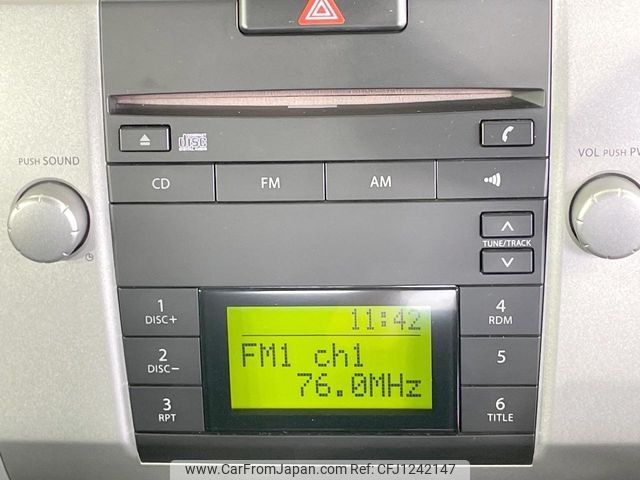 COMPACT disc
PUSH SOUND
VOL PUSH PW
CD FM AM
TUNE/TRACK
1 DISC+
4 RDM
11:42
FM1 ch1
76.0MHz
2 DISC−
5
3 RPT
6 TITLE
www.CarFromJapan.com - CFJ1242147